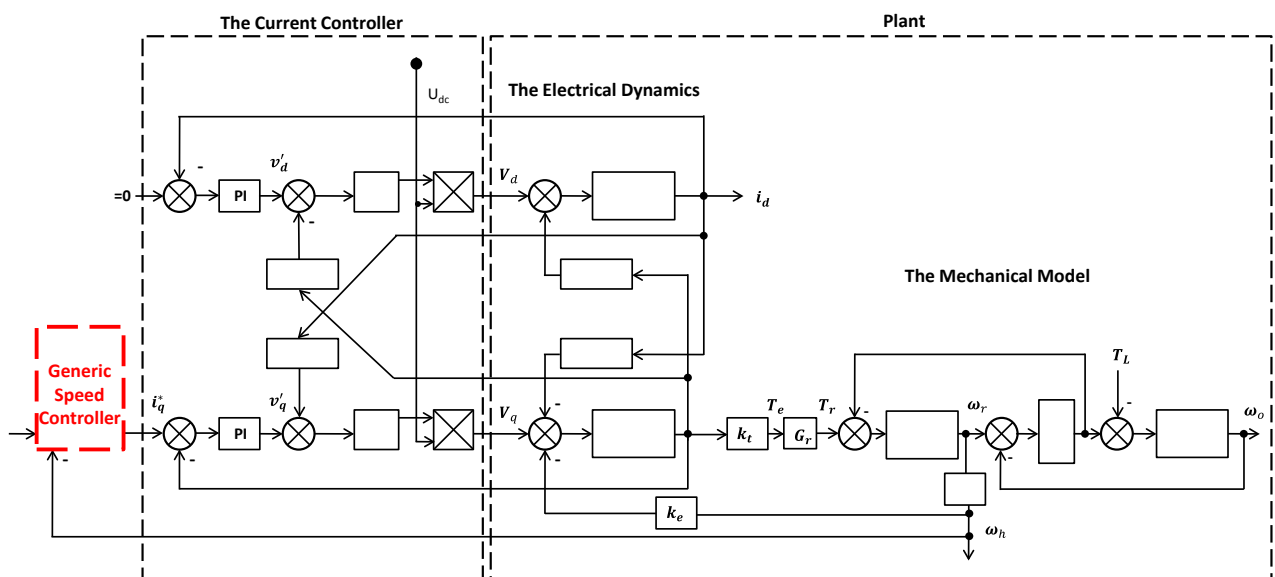 The Current Controller
Plant
U_dc
The Electrical Dynamics
-
v'_d
V_d
=0
PI
i_d
-
The Mechanical Model
Generic
Speed
Controller
T_L
i_q^*
v'_q
V_q
-
T_e
T_r
-
ω_r
-
ω_o
PI
k_t
G_r
-
-
-
-
k_e
ω_h